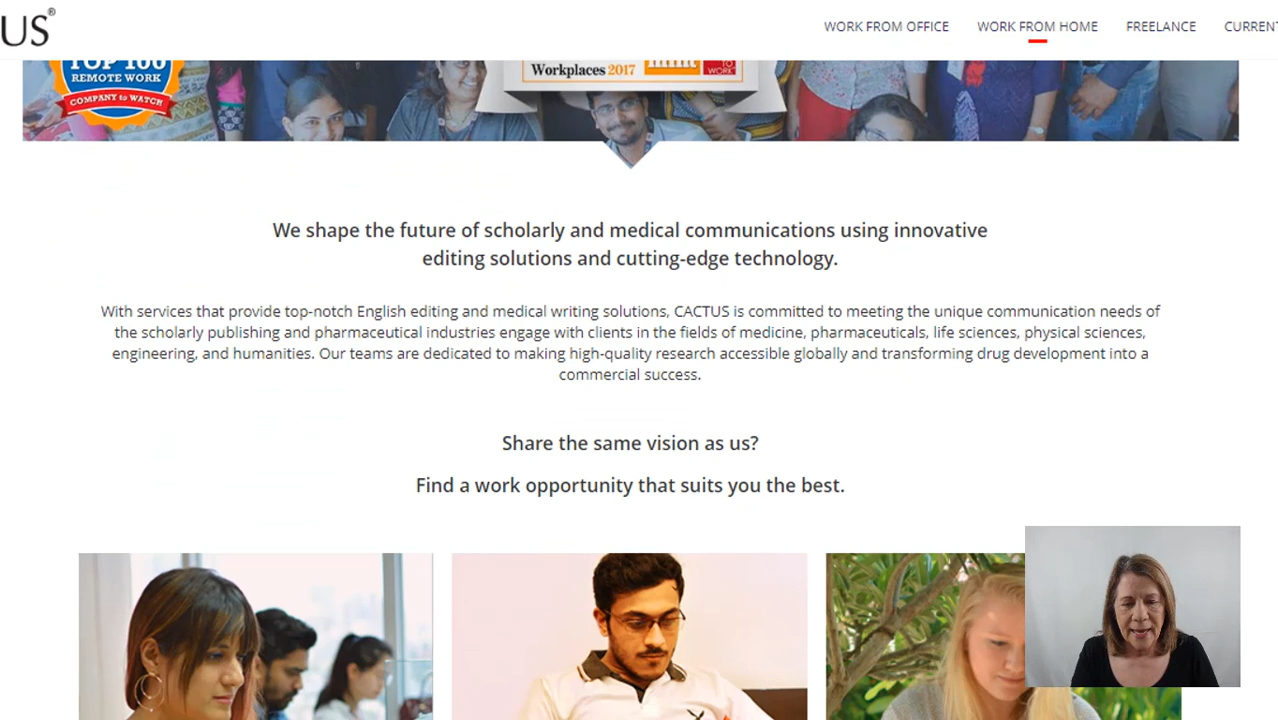 US®
WORK FROM OFFICE WORK FROM HOME FREELANCE CURRENT
TOP 100
REMOTE WORK
COMPANY to WATCH
Workplaces 2017
TO
WORK
We shape the future of scholarly and medical communications using innovative
editing solutions and cutting-edge technology.
With services that provide top-notch English editing and medical writing solutions, CACTUS is committed to meeting the unique communication needs of
the scholarly publishing and pharmaceutical industries engage with clients in the fields of medicine, pharmaceuticals, life sciences, physical sciences,
engineering, and humanities. Our teams are dedicated to making high-quality research accessible globally and transforming drug development into a
commercial success.
Share the same vision as us?
Find a work opportunity that suits you the best.